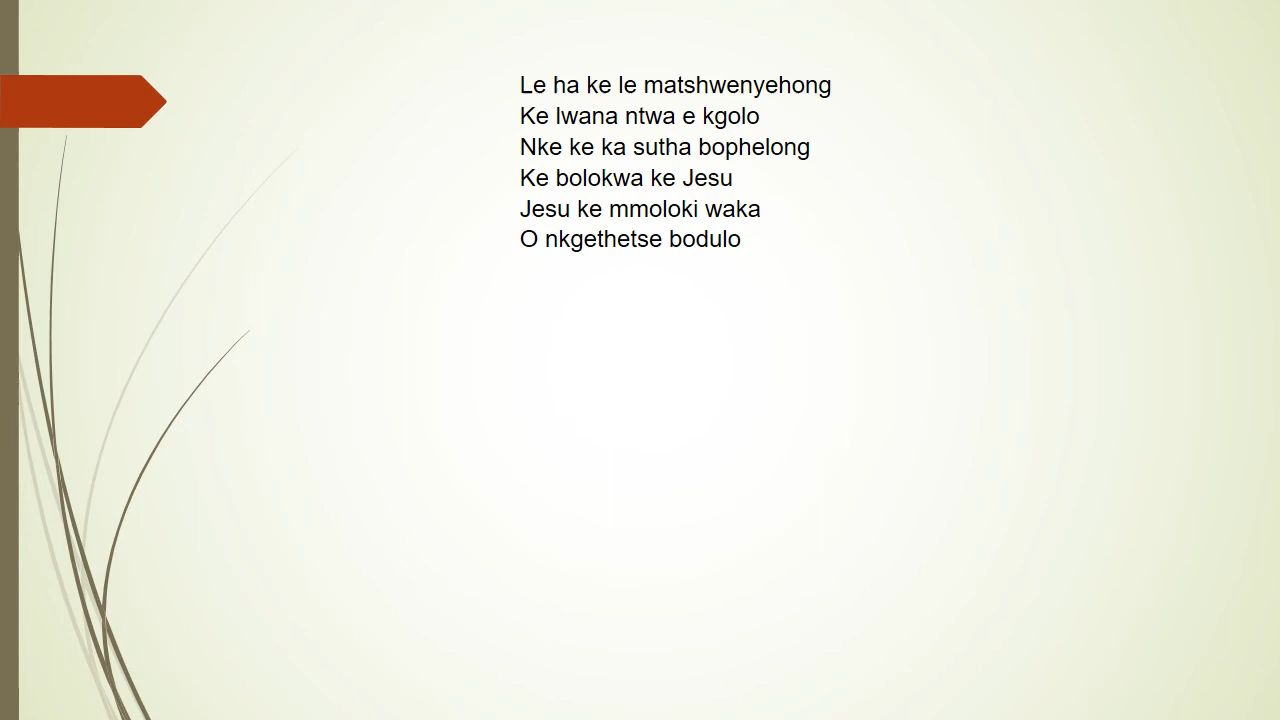 Le ha ke le matshwenyehong
Ke lwana ntwa e kgolo
Nke ke ka sutha bophelong
Ke bolokwa ke Jesu
Jesu ke mmoloki waka
O nkgethetse bodulo